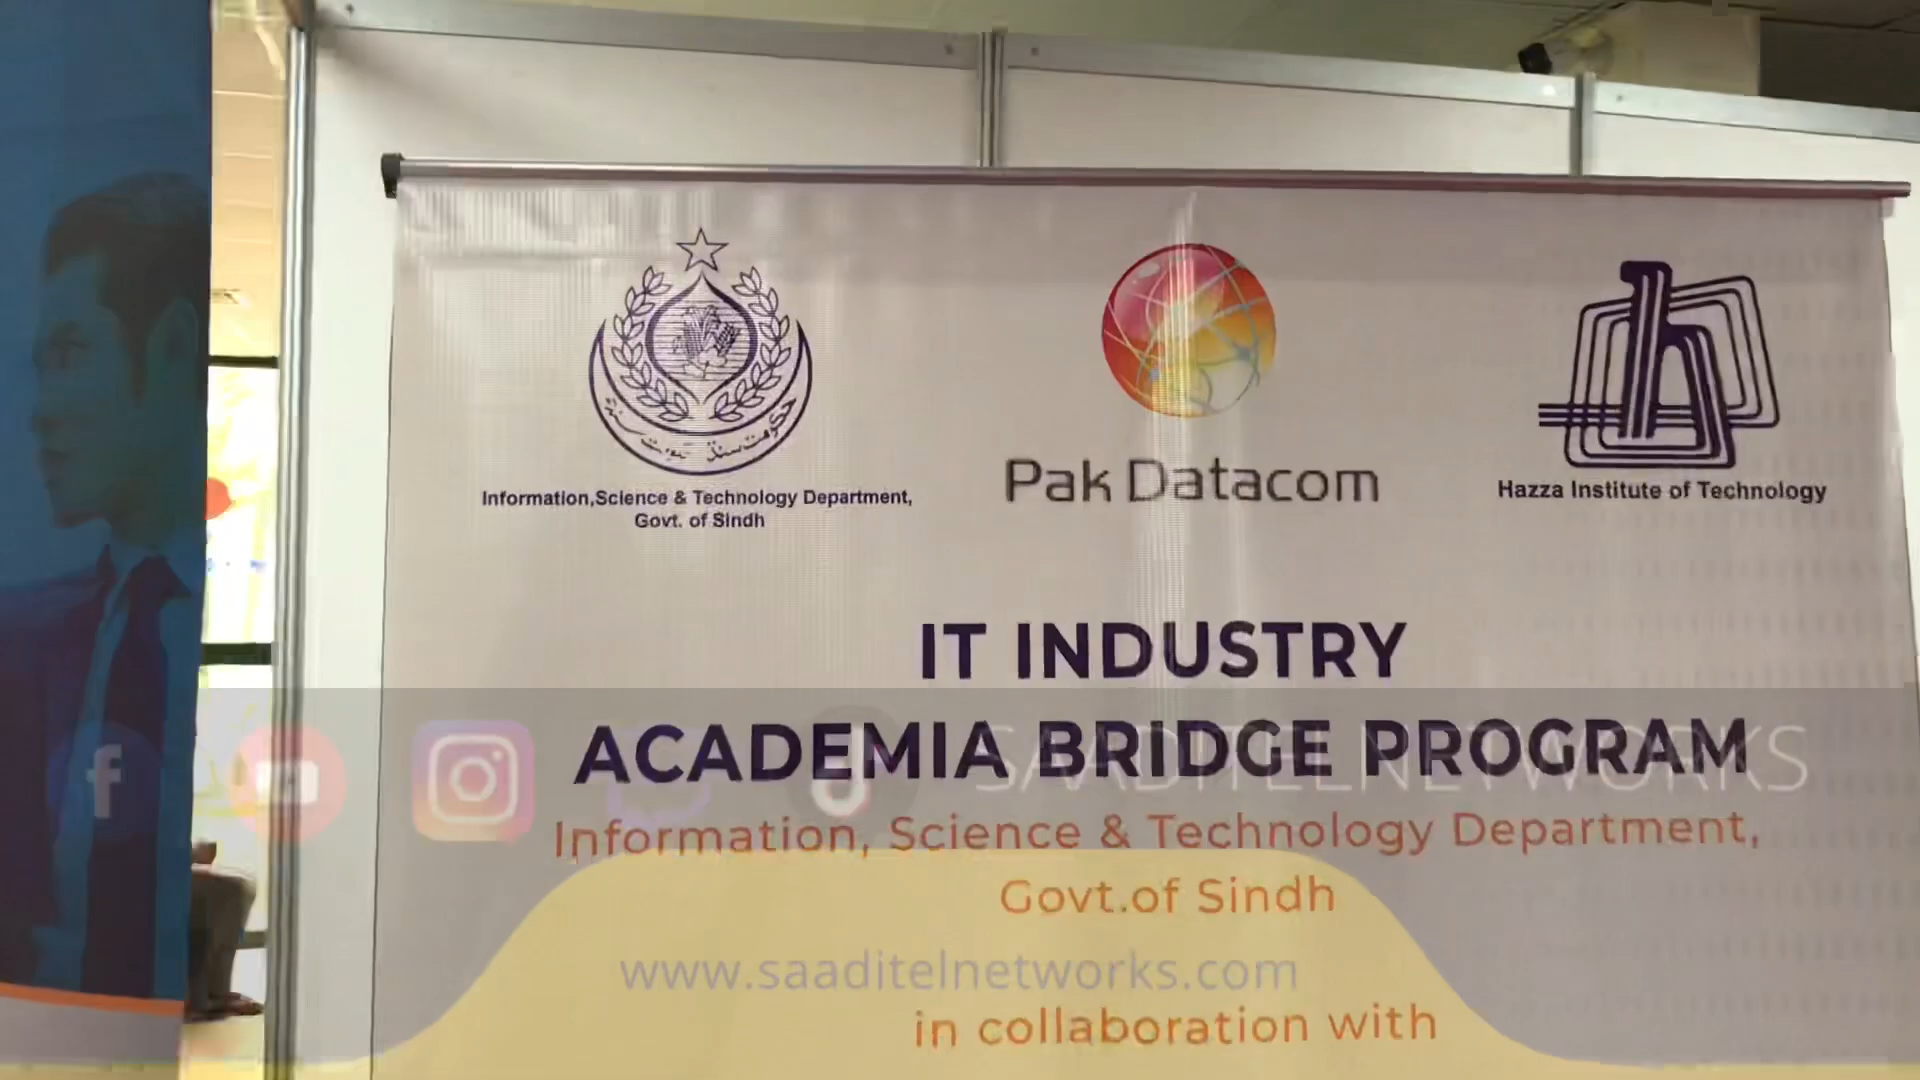 Information,Science & Technology Department,
Govt. of Sindh
Pak Datacom
Hazza Institute of Technology
IT INDUSTRY
ACADEMIA BRIDGE PROGRAM
SAADITELNETWORKS
Information, Science & Technology Department,
Govt.of Sindh
www.saaditelnetworks.com
in collaboration with